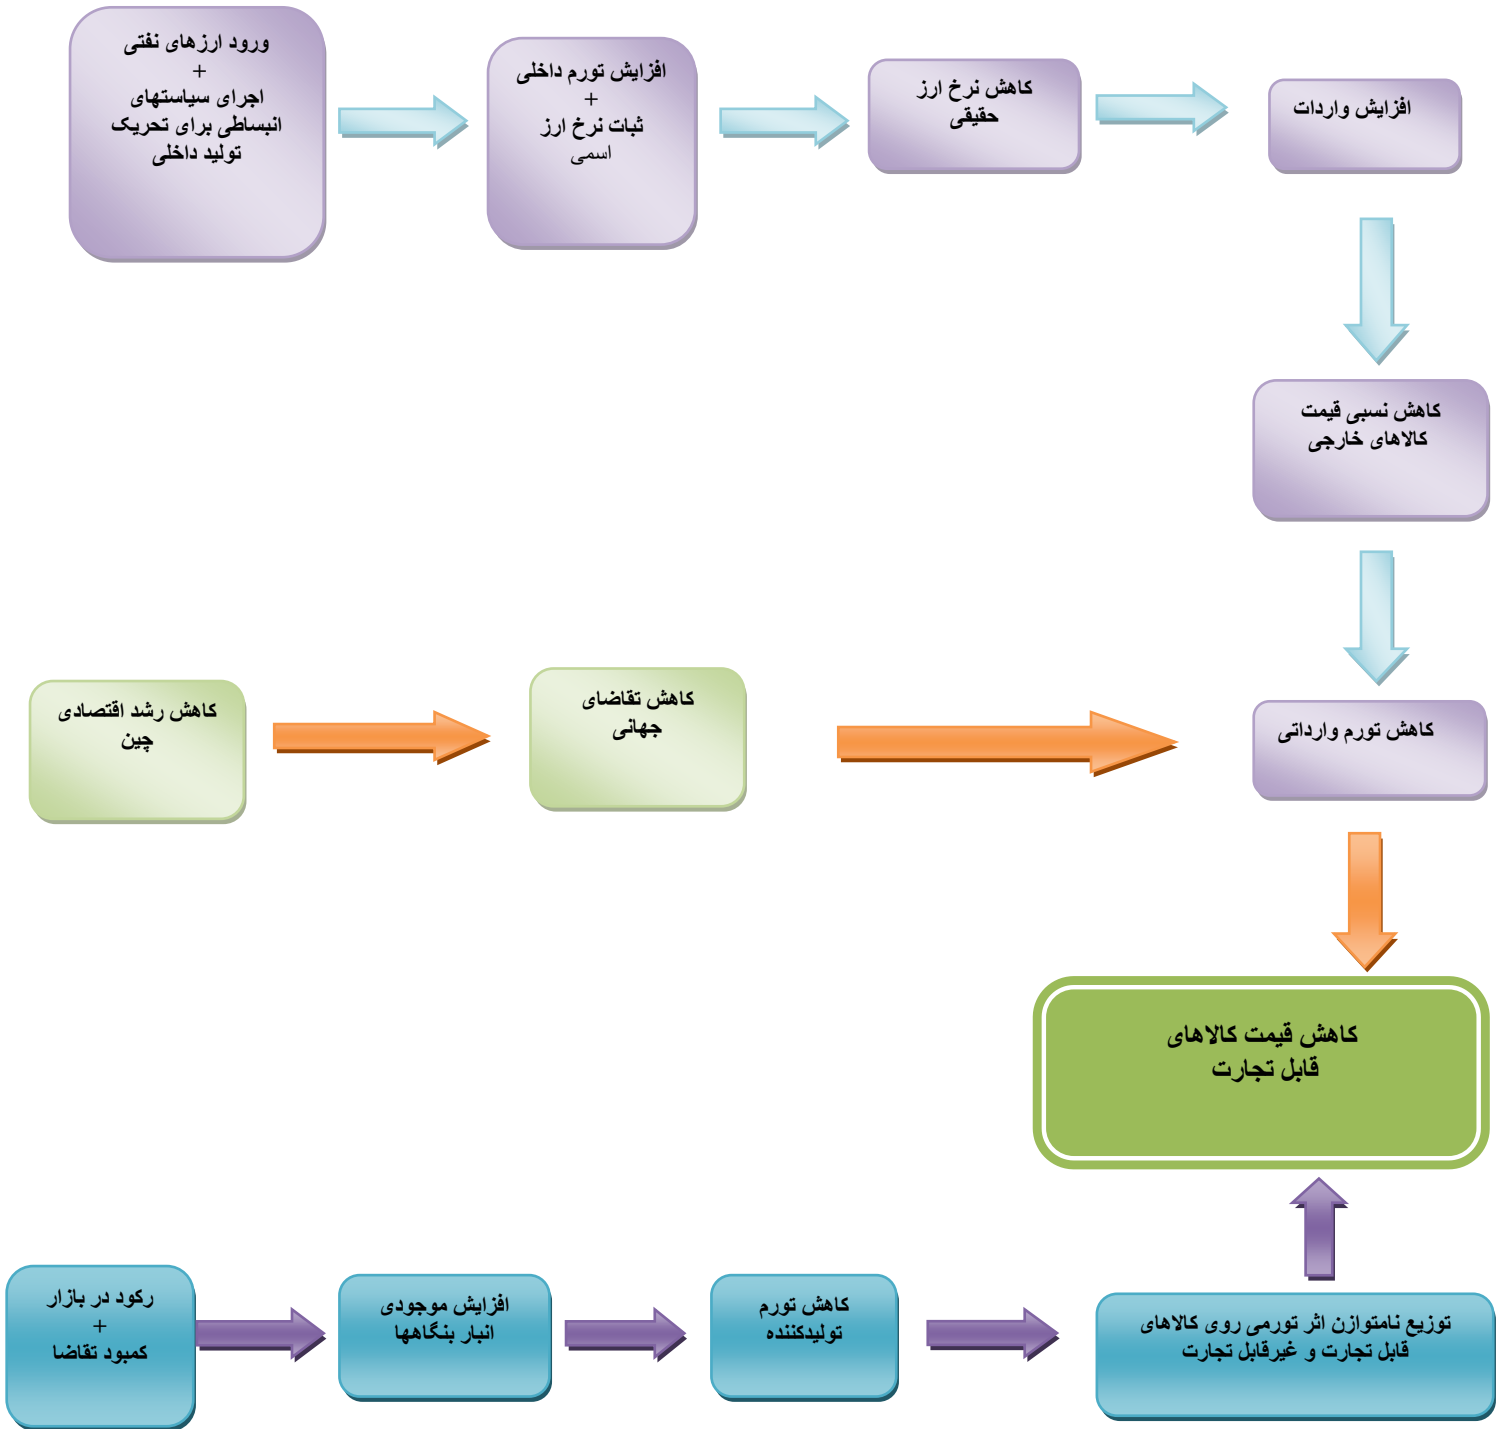 ورود ارزهای نفتی
+
اجرای سیاستهای
انبساطی برای تحریک
تولید داخلی
افزایش تورم داخلی
+
ثبات نرخ ارز
اسمی
کاهش نرخ ارز
حقیقی
افزایش واردات
کاهش نسبی قیمت
کالاهای خارجی
کاهش رشد اقتصادی
چین
کاهش تقاضای
جهانی
کاهش تورم وارداتی
کاهش قیمت کالاهای
قابل تجارت
رکود در بازار
+
کمبود تقاضا
افزایش موجودی
انبار بنگاهها
کاهش تورم
تولیدکننده
توزیع نامتوازن اثر تورمی روی کالاهای
قابل تجارت و غیرقابل تجارت